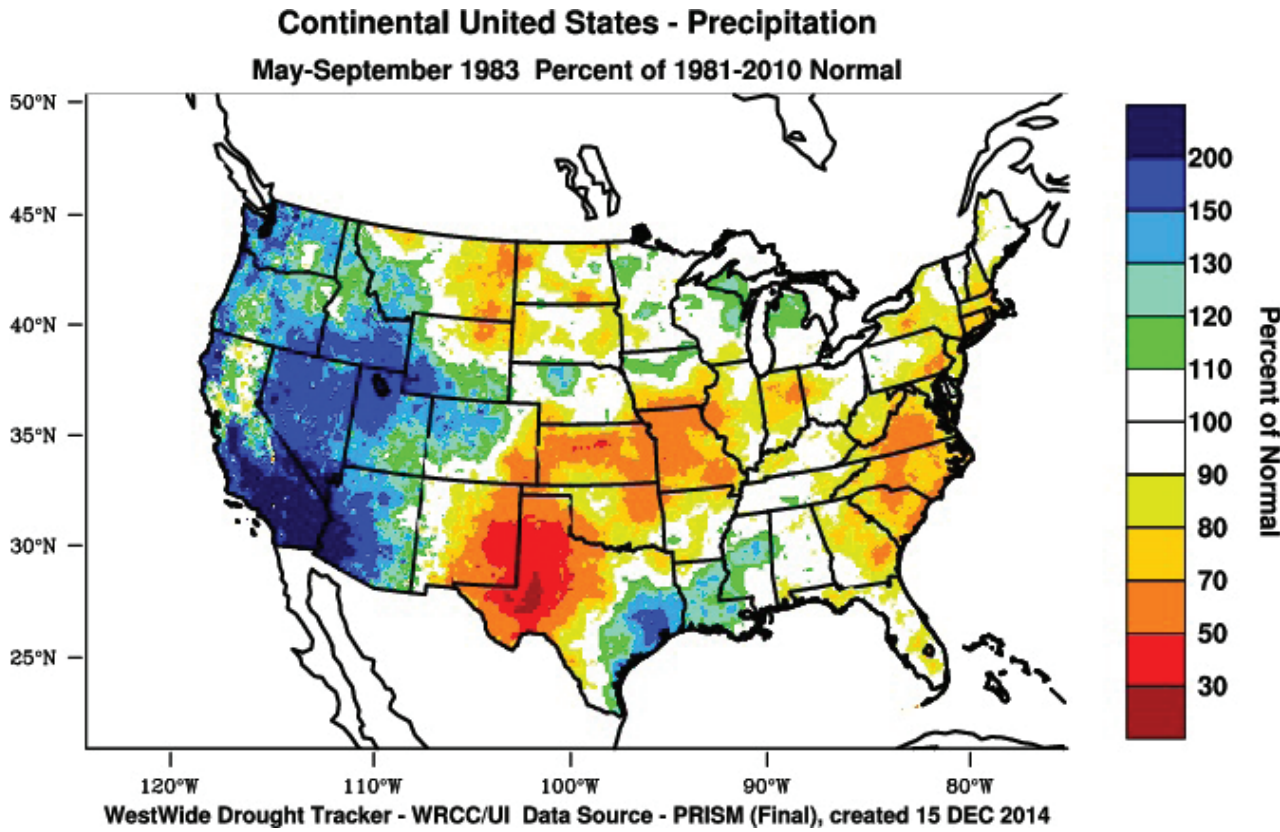 Continental United States - Precipitation
May-September 1983 Percent of 1981-2010 Normal
50°N
45°N
40°N
35°N
30°N
25°N
120°W
110°W
100°W
90°W
80°W
200
150
130
120
110
100
90
80
70
50
30
Percent of Normal
WestWide Drought Tracker - WRCC/UI Data Source - PRISM (Final), created 15 DEC 2014